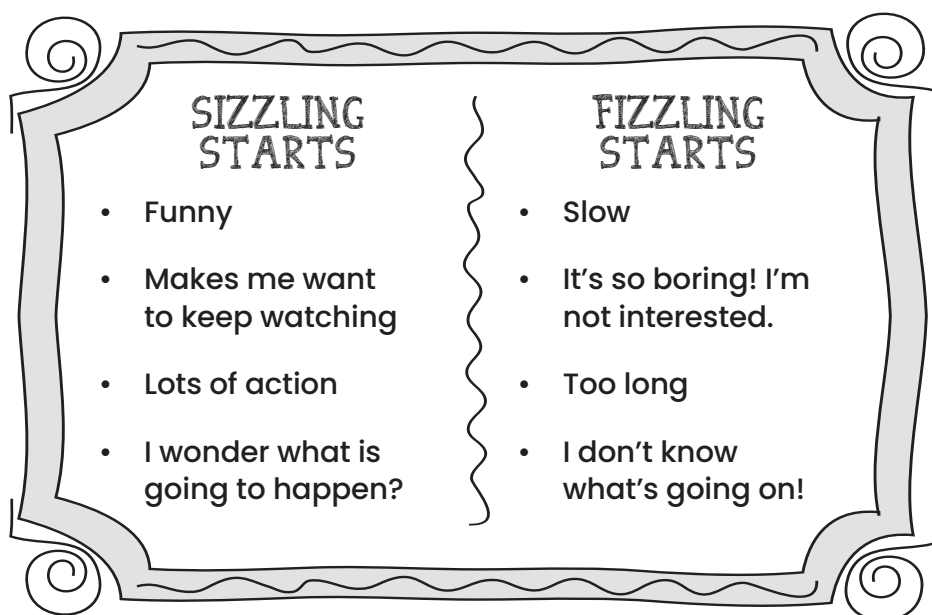 SIZZLING
STARTS
• Funny
• Makes me want
to keep watching
• Lots of action
• I wonder what is
going to happen?
FIZZLING
STARTS
• Slow
• It's so boring! I'm
not interested.
• Too long
• I don't know
what's going on!